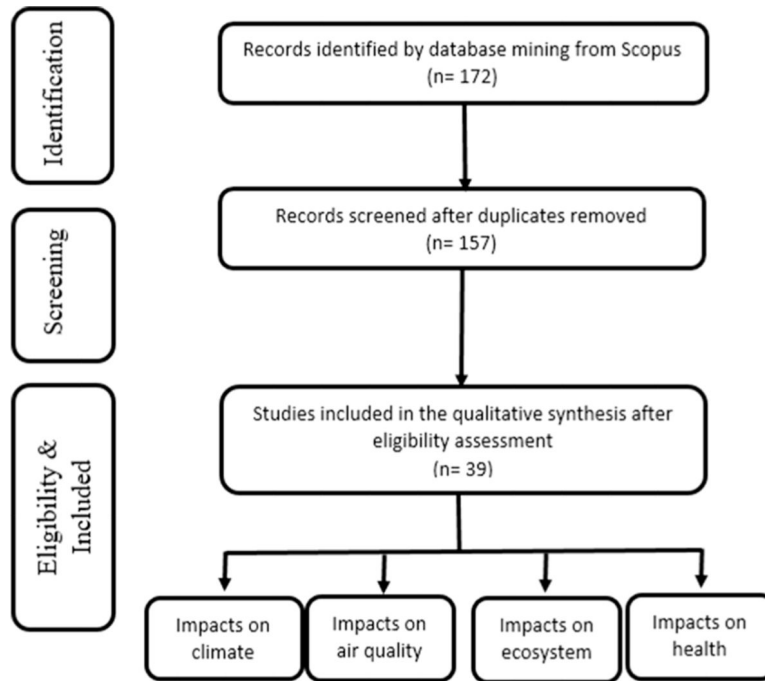 Identification
Records identified by database mining from Scopus
(n= 172)
Screening
Records screened after duplicates removed
(n= 157)
Eligibility &
Included
Studies included in the qualitative synthesis after
eligibility assessment
(n= 39)
Impacts on
climate
Impacts on
air quality
Impacts on
ecosystem
Impacts on
health